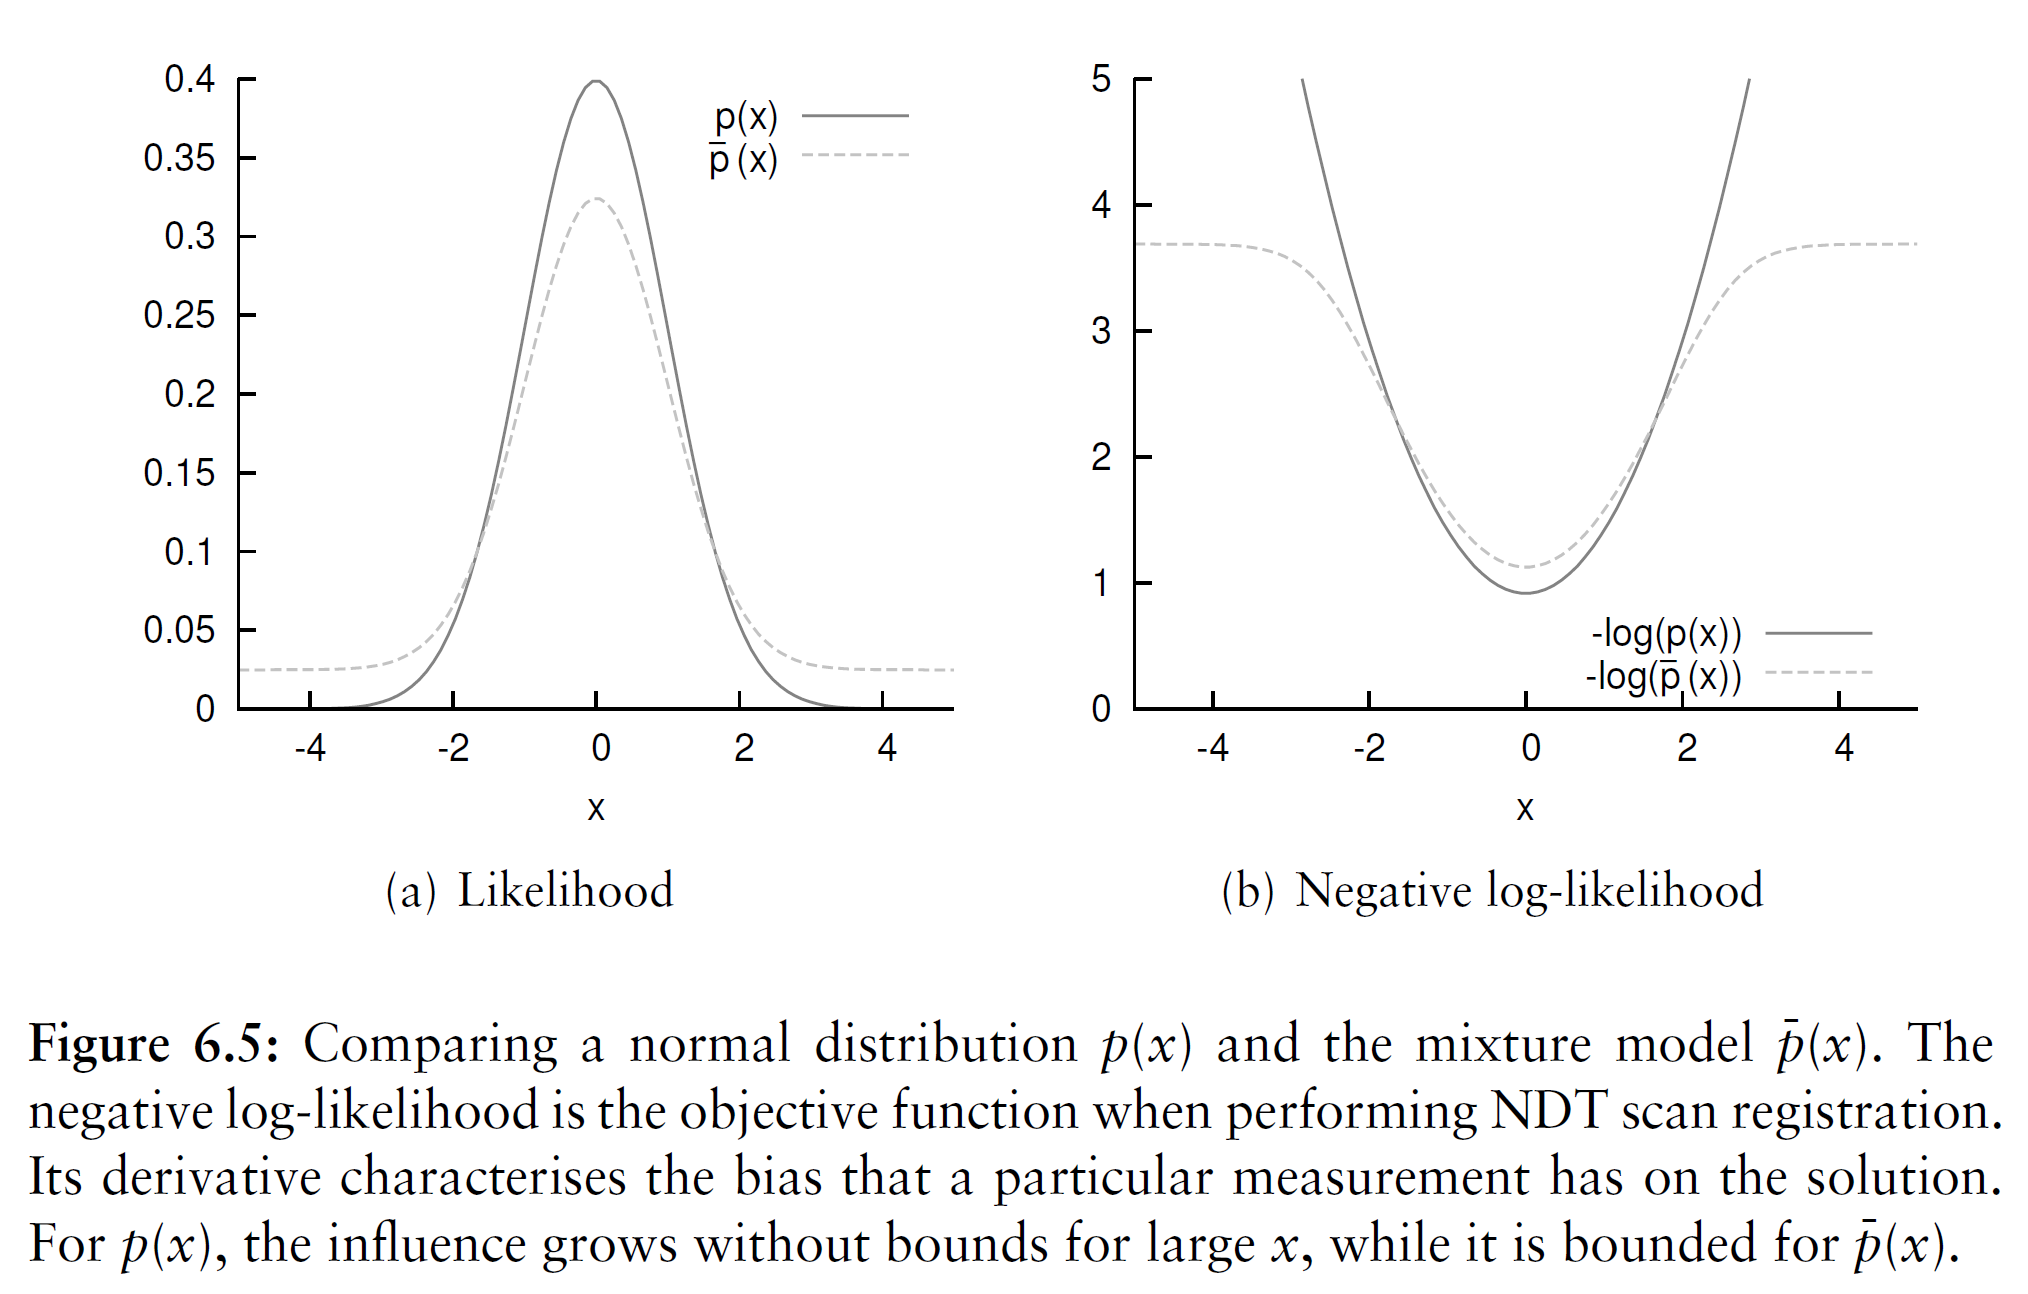 0.4
0.35
0.3
0.25
0.2
0.15
0.1
0.05
0
-4 -2 0 2 4
x
p(x)
p̄ (x)
(a) Likelihood
5
4
3
2
1
0
-4 -2 0 2 4
x
-log(p(x))
-log(p̄ (x))
(b) Negative log-likelihood
Figure 6.5: Comparing a normal distribution p(x) and the mixture model p̄(x). The
negative log-likelihood is the objective function when performing NDT scan registration.
Its derivative characterises the bias that a particular measurement has on the solution.
For p(x), the influence grows without bounds for large x, while it is bounded for p̄(x).